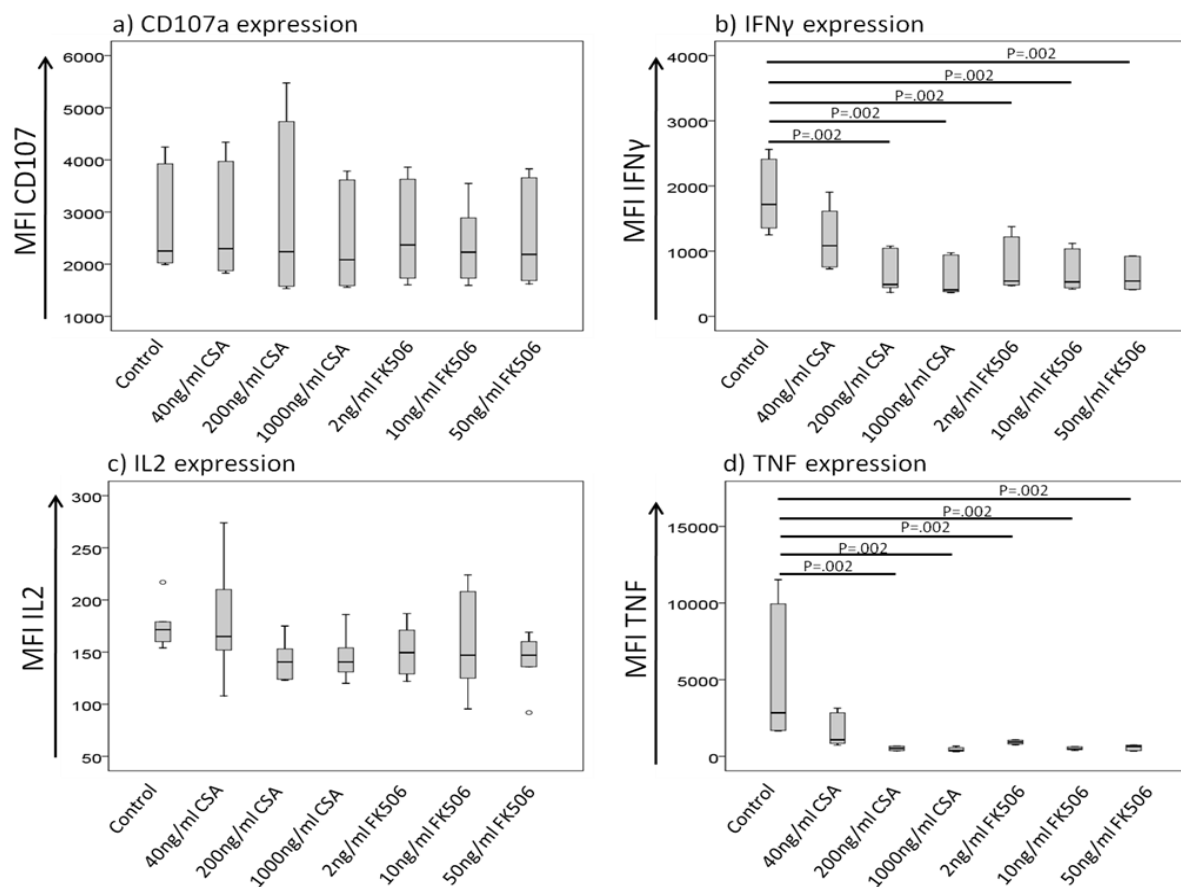 a) CD107a expression
MFI CD107
6000
5000
4000
3000
2000
1000
Control
40ng/ml CSA
200ng/ml CSA
1000ng/ml CSA
2ng/ml FK506
10ng/ml FK506
50ng/ml FK506
b) IFNγ expression
MFI IFNγ
4000
3000
2000
1000
0
P=.002
P=.002
P=.002
P=.002
P=.002
Control
40ng/ml CSA
200ng/ml CSA
1000ng/ml CSA
2ng/ml FK506
10ng/ml FK506
50ng/ml FK506
c) IL2 expression
MFI IL2
300
250
200
150
100
50
Control
40ng/ml CSA
200ng/ml CSA
1000ng/ml CSA
2ng/ml FK506
10ng/ml FK506
50ng/ml FK506
d) TNF expression
MFI TNF
15000
10000
5000
0
P=.002
P=.002
P=.002
P=.002
P=.002
Control
40ng/ml CSA
200ng/ml CSA
1000ng/ml CSA
2ng/ml FK506
10ng/ml FK506
50ng/ml FK506